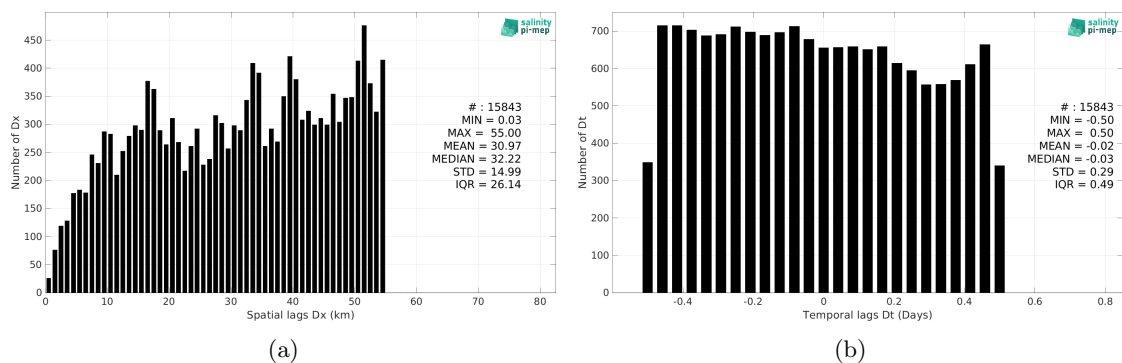 salinity
pi-mep
450
400
350
300
250
200
150
100
50
0
Number of Dx
# : 15843
MIN = 0.03
MAX = 55.00
MEAN = 30.97
MEDIAN = 32.22
STD = 14.99
IQR = 26.14
0 10 20 30 40 50 60 70 80
Spatial lags Dx (km)
(a)
salinity
pi-mep
700
600
500
400
300
200
100
0
Number of Dt
# : 15843
MIN = -0.50
MAX = 0.50
MEAN = -0.02
MEDIAN = -0.03
STD = 0.29
IQR = 0.49
-0.4 -0.2 0 0.2 0.4 0.6 0.8
Temporal lags Dt (Days)
(b)